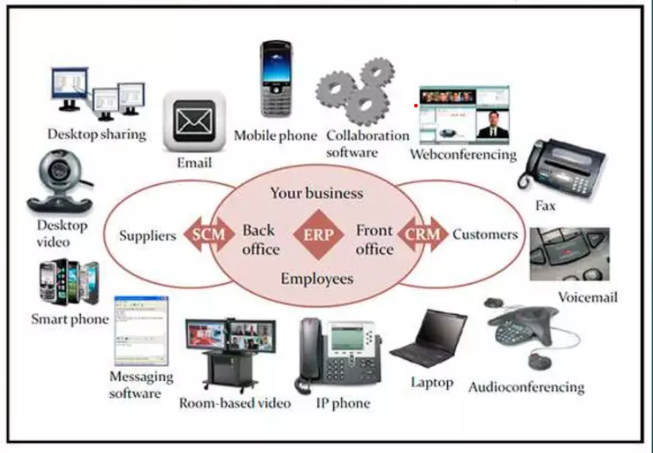 Desktop sharing
Email
Mobile phone
Collaboration
software
Webconferencing
Fax
Desktop
video
Suppliers
SCM
Your business
Back
office
ERP
Front
office
Employees
CRM
Customers
Voicemail
Smart phone
Messaging
software
Room-based video
IP phone
Laptop
Audioconferencing